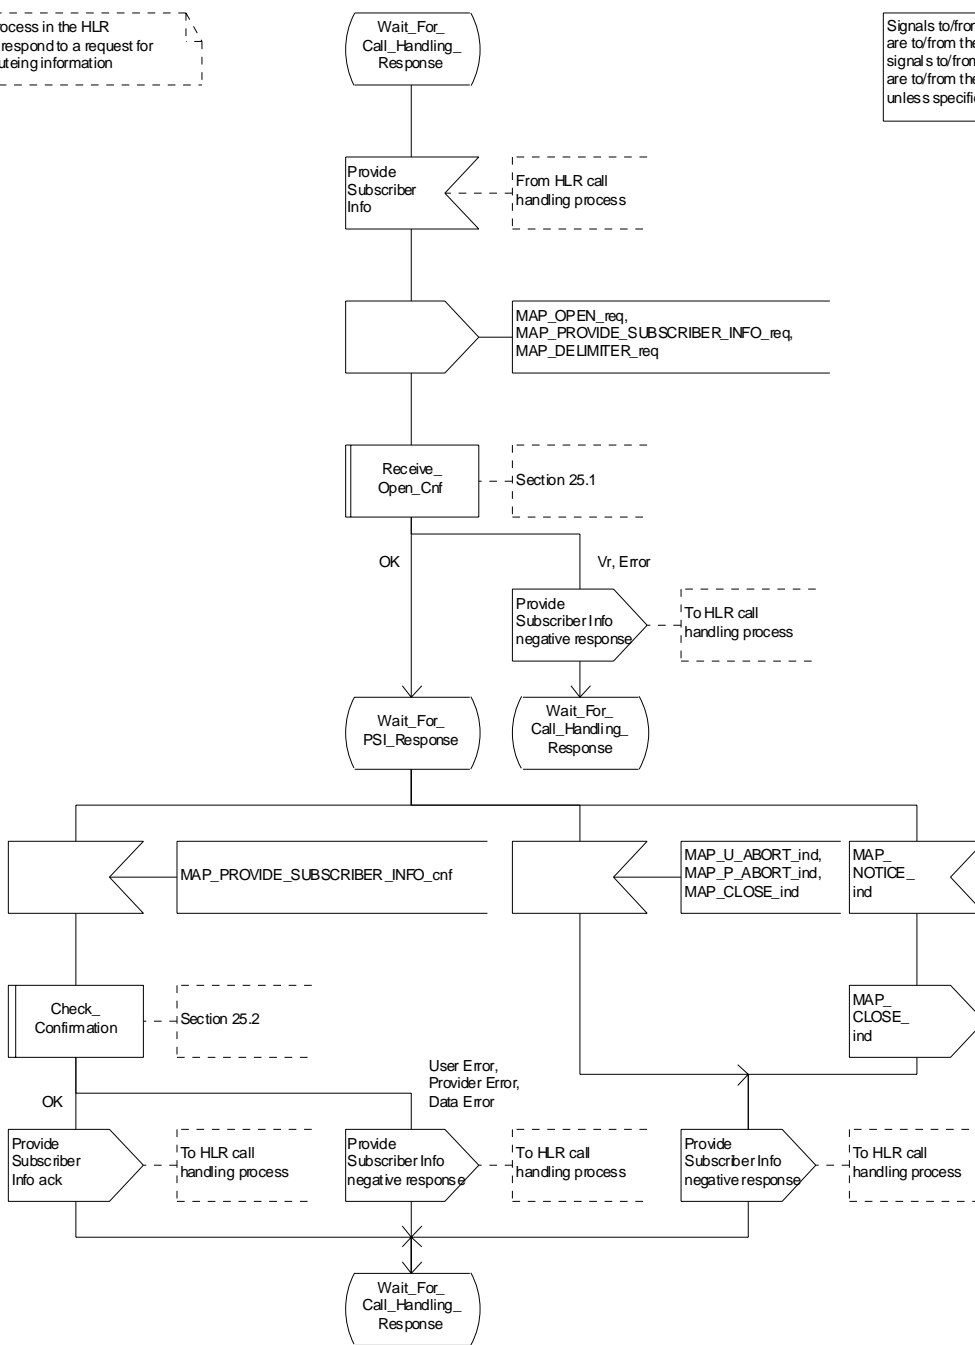 ocess in the HLR
respond to a request for
uteing information
Wait_For_
Call_Handling_
Response
Signals to/from
are to/from the
signals to/from
are to/from the
unless specifie
Provide
Subscriber
Info
From HLR call
handling process
MAP_OPEN_req,
MAP_PROVIDE_SUBSCRIBER_INFO_req,
MAP_DELIMITER_req
Receive_
Open_Cnf
Section 25.1
OK
Vr, Error
Provide
Subscriber Info
negative response
To HLR call
handling process
Wait_For_
PSI_Response
Wait_For_
Call_Handling_
Response
MAP_PROVIDE_SUBSCRIBER_INFO_cnf
MAP_U_ABORT_ind,
MAP_P_ABORT_ind,
MAP_CLOSE_ind
MAP_
NOTICE_
ind
Check_
Confirmation
Section 25.2
MAP_
CLOSE_
ind
OK
User Error,
Provider Error,
Data Error
Provide
Subscriber
Info ack
To HLR call
handling process
Provide
Subscriber Info
negative response
To HLR call
handling process
Provide
Subscriber Info
negative response
To HLR call
handling process
Wait_For_
Call_Handling_
Response